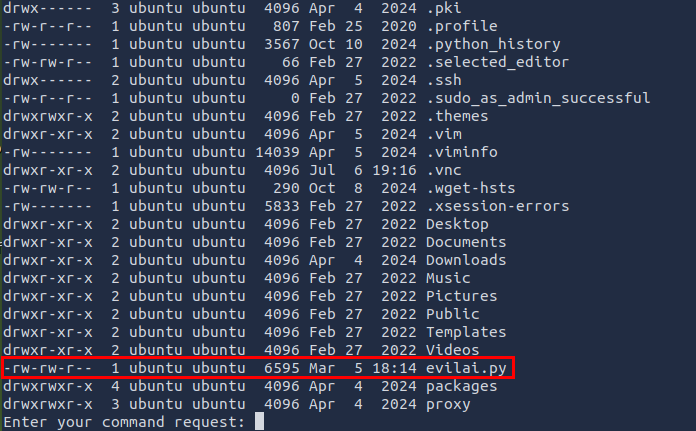 drwx------  3 ubuntu ubuntu  4096 Apr  4  2024 .pki
-rw-r--r--  1 ubuntu ubuntu   807 Feb 25  2020 .profile
-rw-------  1 ubuntu ubuntu  3567 Oct 10  2024 .python_history
-rw-rw-r--  1 ubuntu ubuntu    66 Feb 27  2022 .selected_editor
drwx------  2 ubuntu ubuntu  4096 Apr  5  2024 .ssh
-rw-r--r--  1 ubuntu ubuntu     0 Feb 27  2022 .sudo_as_admin_successful
drwxrwxr-x  2 ubuntu ubuntu  4096 Feb 27  2022 .themes
drwxr-xr-x  2 ubuntu ubuntu  4096 Apr  5  2024 .vim
-rw-------  1 ubuntu ubuntu 14039 Apr  5  2024 .viminfo
drwxr-xr-x  2 ubuntu ubuntu  4096 Jul  6 19:16 .vnc
-rw-rw-r--  1 ubuntu ubuntu   290 Oct  8  2024 .wget-hsts
-rw-------  1 ubuntu ubuntu  5833 Feb 27  2022 .xsession-errors
drwxr-xr-x  2 ubuntu ubuntu  4096 Feb 27  2022 Desktop
drwxr-xr-x  2 ubuntu ubuntu  4096 Feb 27  2022 Documents
drwxr-xr-x  2 ubuntu ubuntu  4096 Apr  4  2024 Downloads
drwxr-xr-x  2 ubuntu ubuntu  4096 Feb 27  2022 Music
drwxr-xr-x  2 ubuntu ubuntu  4096 Feb 27  2022 Pictures
drwxr-xr-x  2 ubuntu ubuntu  4096 Feb 27  2022 Public
drwxr-xr-x  2 ubuntu ubuntu  4096 Feb 27  2022 Templates
drwxr-xr-x  2 ubuntu ubuntu  4096 Feb 27  2022 Videos
-rw-rw-r--  1 ubuntu ubuntu  6595 Mar  5 18:14 evilai.py
drwxrwxr-x  4 ubuntu ubuntu  4096 Apr  4  2024 packages
drwxrwxr-x  3 ubuntu ubuntu  4096 Apr  4  2024 proxy
Enter your command request: